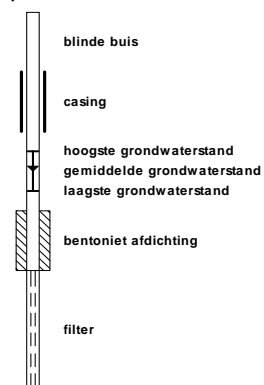 blinde buis
casing
hoogste grondwaterstand
gemiddelde grondwaterstand
laagste grondwaterstand
bentoniet afdichting
filter